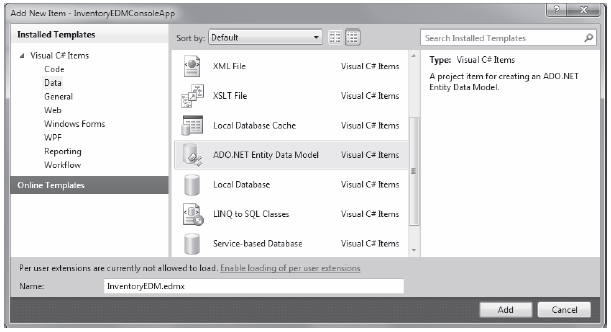 Add New Item - InventoryEDMConsoleApp
Installed Templates
Sort by: Default
Search Installed Templates
Visual C# Items
Code
Data
General
Web
Windows Forms
WPF
Reporting
Workflow
Online Templates
XML File Visual C# Items
XSLT File Visual C# Items
Local Database Cache Visual C# Items
ADO.NET Entity Data Model Visual C# Items
Local Database Visual C# Items
LINQ to SQL Classes Visual C# Items
Service-based Database Visual C# Items
Type: Visual C# Items
A project item for creating an ADO.NET
Entity Data Model.
Per user extensions are currently not allowed to load. Enable loading of per user extensions
Name: InventoryEDM.edmx
Add Cancel